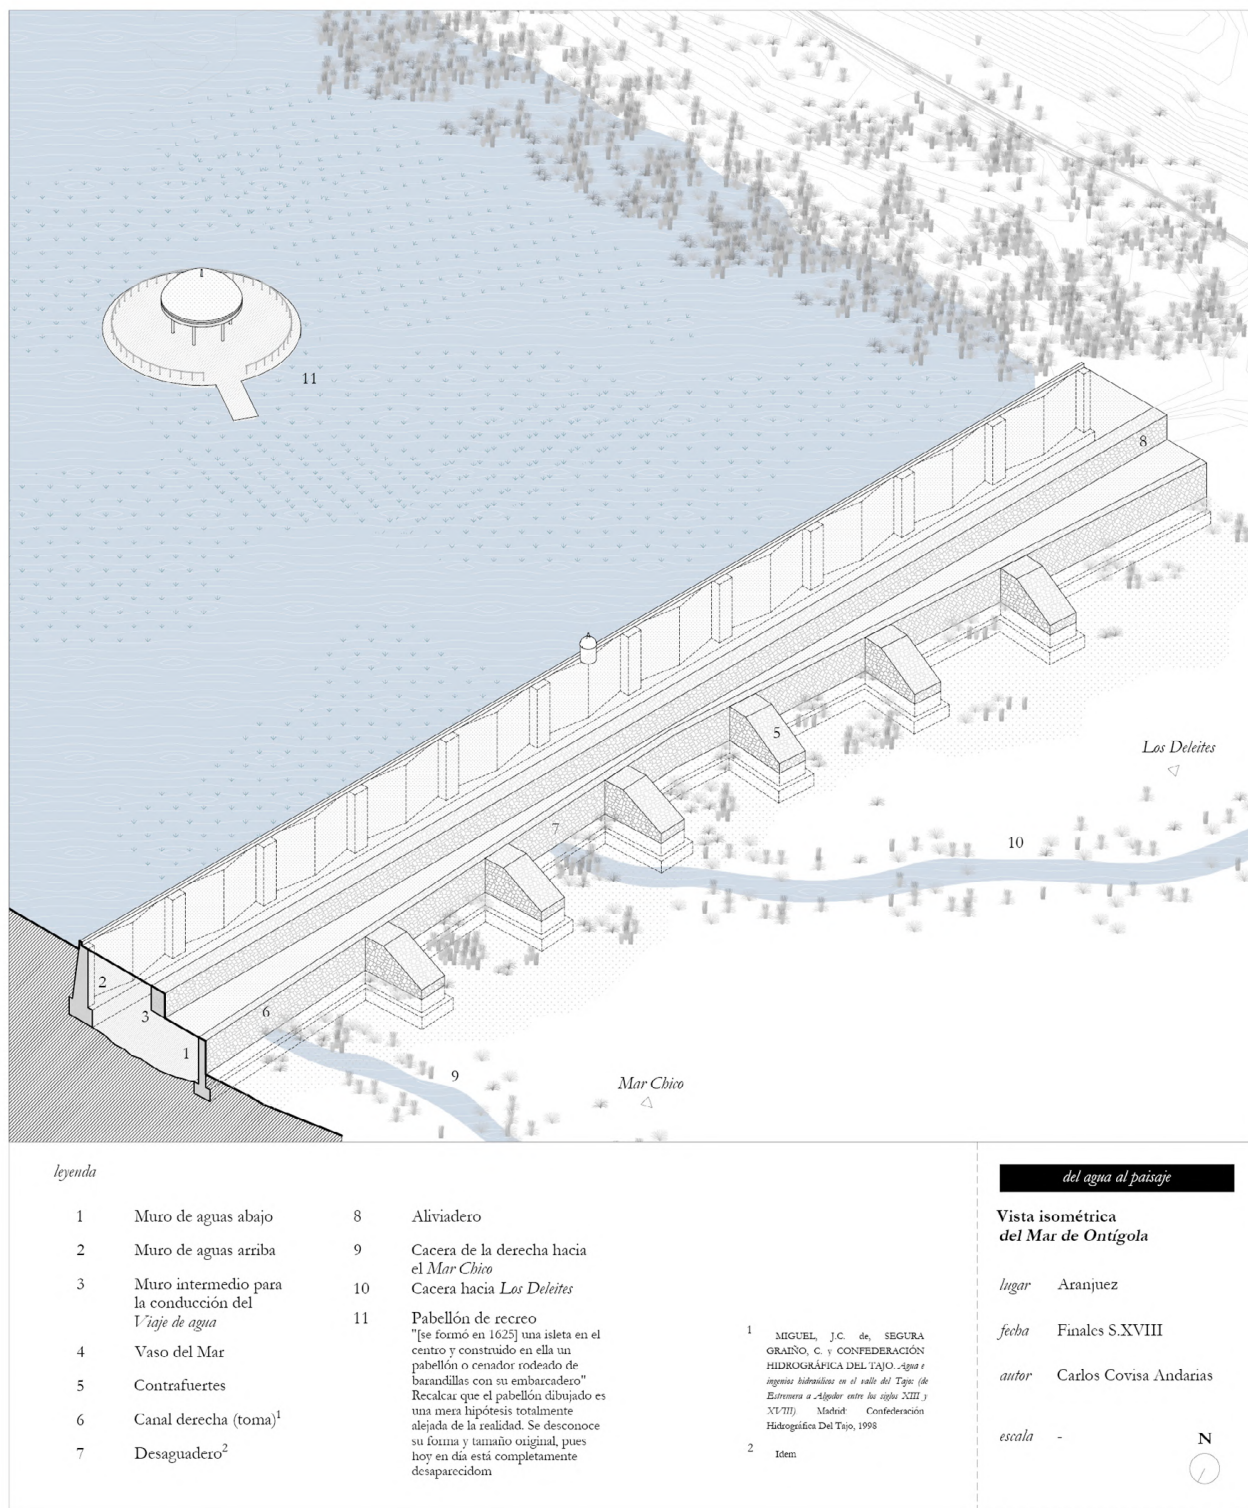 11
8
5
Los Deleites
7
10
2
3
6
1
9
Mar Chico
leyenda
1 Muro de aguas abajo
2 Muro de aguas arriba
3 Muro intermedio para
la conducción del
Viaje de agua
4 Vaso del Mar
5 Contrafuertes
6 Canal derecha (toma)1
7 Desaguadero2
8 Aliviadero
9 Cacera de la derecha hacia
el Mar Chico
10 Cacera hacia Los Deleites
11 Pabellón de recreo
"[se formó en 1625] una isleta en el
centro y construido en ella un
pabellón o cenador rodeado de
barandillas con su embarcadero"
Recalcar que el pabellón dibujado es
una mera hipótesis totalmente
alejada de la realidad. Se desconoce
su forma y tamaño original, pues
hoy en día está completamente
desaparecidom
1 MIGUEL, J.C. de, SEGURA
GRAIÑO, C. y CONFEDERACIÓN
HIDROGRÁFICA DEL TAJO. Agua e
ingenios hidraúlicos en el valle del Tajo: (de
Estremera a Algodor entre los siglos XIII y
XVIII) Madrid: Confederación
Hidrográfica Del Tajo, 1998
2 Idem
del agua al paisaje
Vista isométrica
del Mar de Ontígola
lugar Aranjuez
fecha Finales S.XVIII
autor Carlos Covisa Andarias
escala -
N